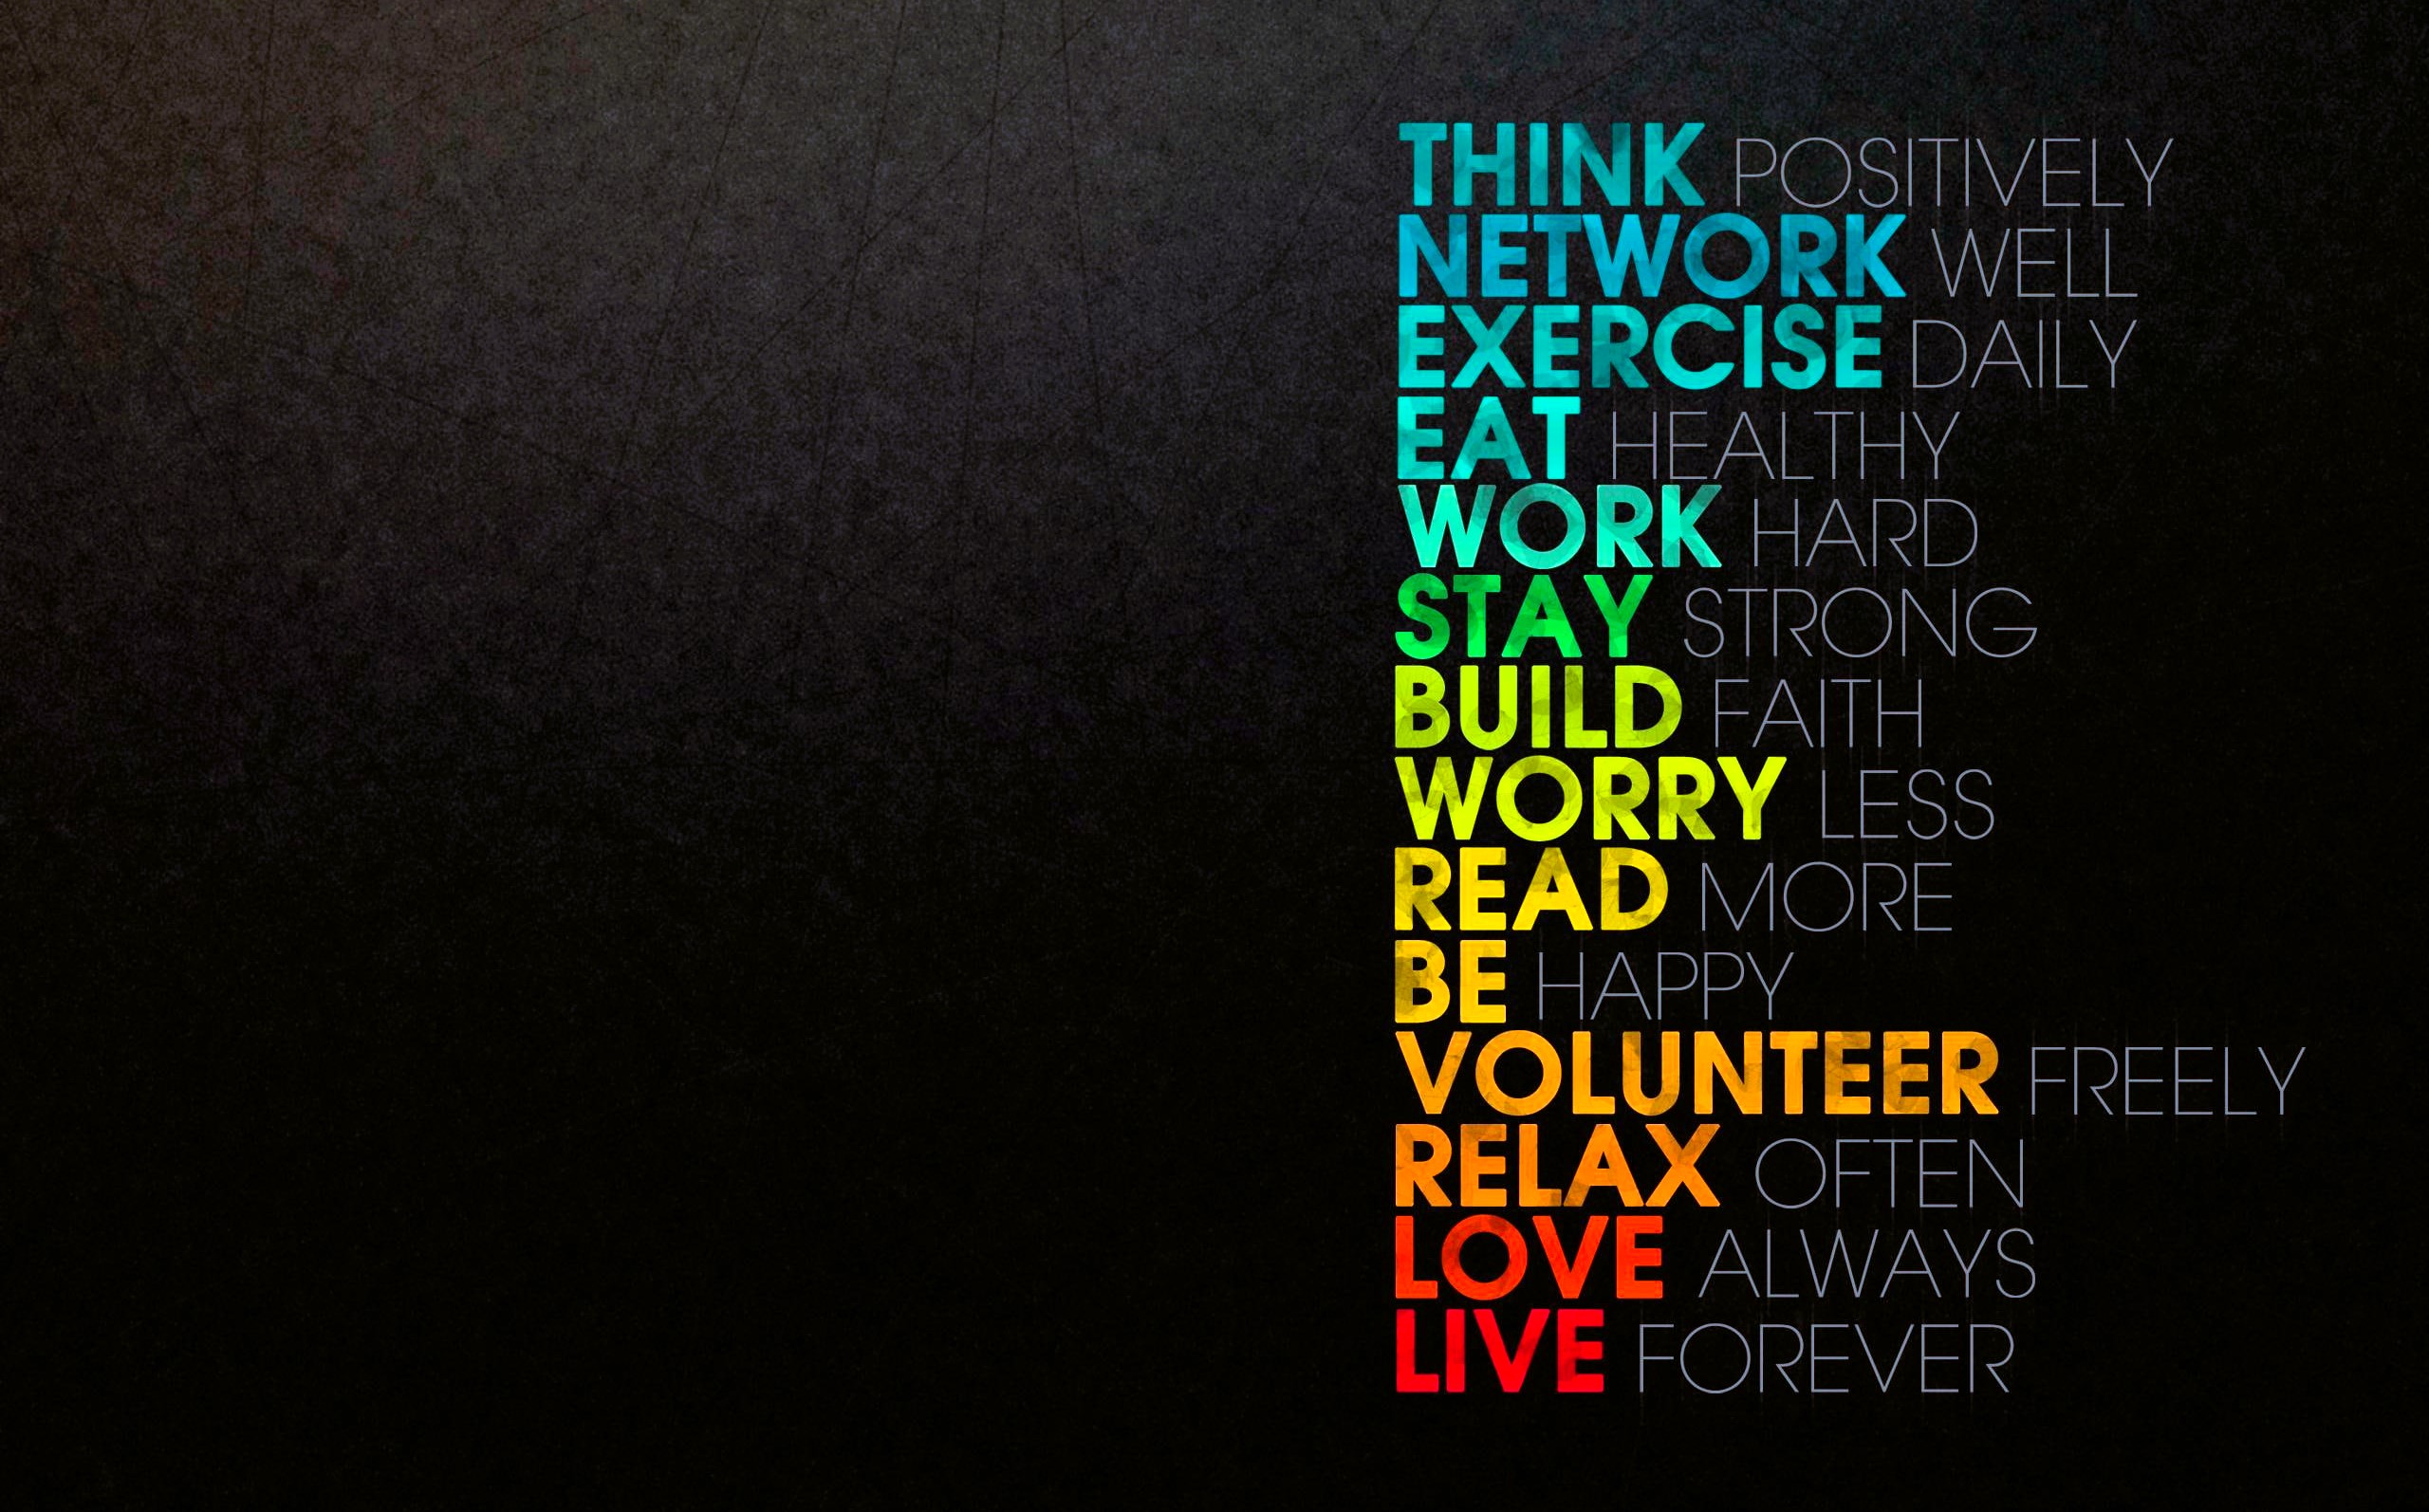 THINK POSITIVELY
NETWORK WELL
EXERCISE DAILY
EAT HEALTHY
WORK HARD
STAY STRONG
BUILD FAITH
WORRY LESS
READ MORE
BE HAPPY
VOLUNTEER FREELY
RELAX OFTEN
LOVE ALWAYS
LIVE FOREVER